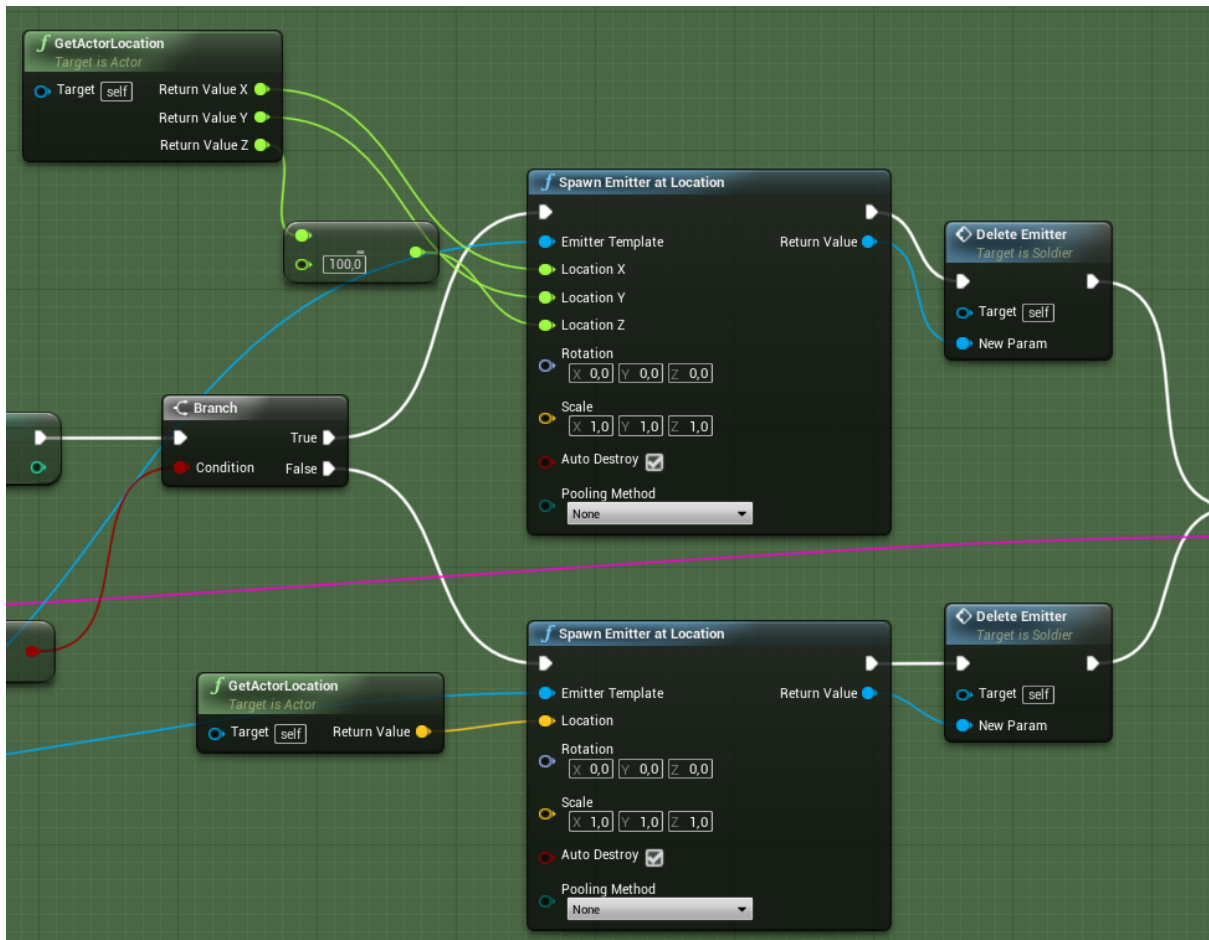 GetActorLocation
Target is Actor
Target self Return Value X
Return Value Y
Return Value Z
100,0
Spawn Emitter at Location
Emitter Template Return Value
Location X
Location Y
Location Z
Rotation
X 0,0 Y 0,0 Z 0,0
Scale
X 1,0 Y 1,0 Z 1,0
Auto Destroy
Pooling Method
None
Delete Emitter
Target is Soldier
Target self
New Param
Branch
True
Condition False
GetActorLocation
Target is Actor
Target self Return Value
Spawn Emitter at Location
Emitter Template Return Value
Location
Rotation
X 0,0 Y 0,0 Z 0,0
Scale
X 1,0 Y 1,0 Z 1,0
Auto Destroy
Pooling Method
None
Delete Emitter
Target is Soldier
Target self
New Param